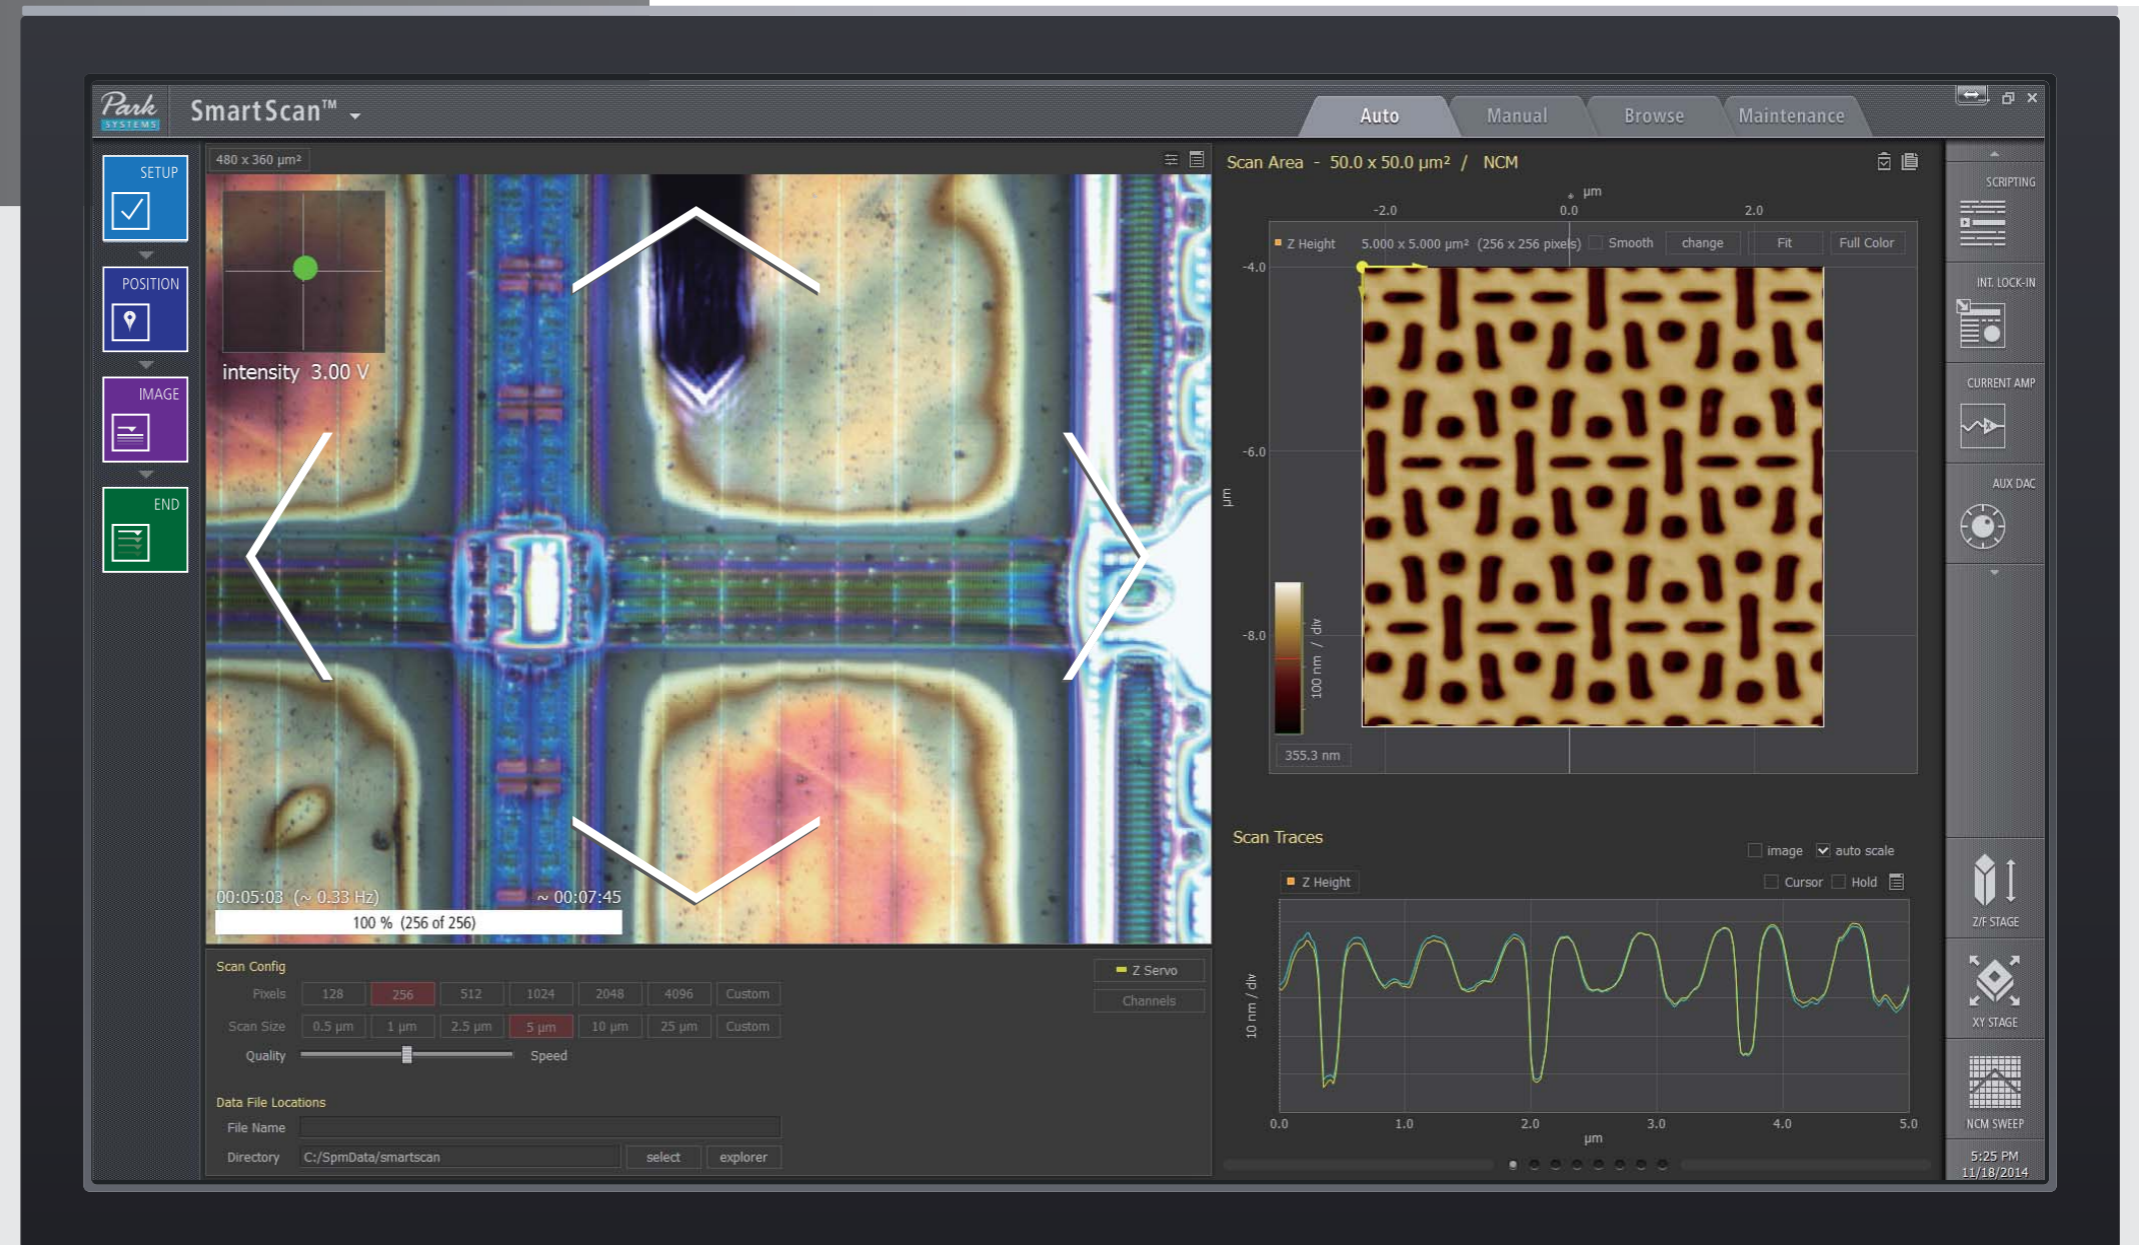 Park
SYSTEMS
SmartScan™
Auto
Manual
Browse
Maintenance
SETUP
POSITION
IMAGE
END
480 x 360 µm²
intensity 3.00 V
00:05:03 (~ 0.33 Hz)
~ 00:07:45
100 % (256 of 256)
Scan Config
Pixels 128 256 512 1024 2048 4096 Custom
Scan Size 0.5 µm 1 µm 2.5 µm 5 µm 10 µm 25 µm Custom
Quality Speed
Z Servo
Channels
Data File Locations
File Name
Directory C:/SpmData/smartscan select explorer
Scan Area - 50.0 x 50.0 µm² / NCM
µm
-2.0 0.0 2.0
Z Height 5.000 x 5.000 µm² (256 x 256 pixels) Smooth change Fit Full Color
-4.0
-6.0
µm
-8.0
100 nm / div
355.3 nm
Scan Traces
image auto scale
Z Height
Cursor Hold
10 nm / div
0.0 1.0 2.0 3.0 4.0 5.0
µm
SCRIPTING
INT. LOCK-IN
CURRENT AMP
AUX DAC
Z/F STAGE
XY STAGE
NCM SWEEP
5:25 PM
11/18/2014